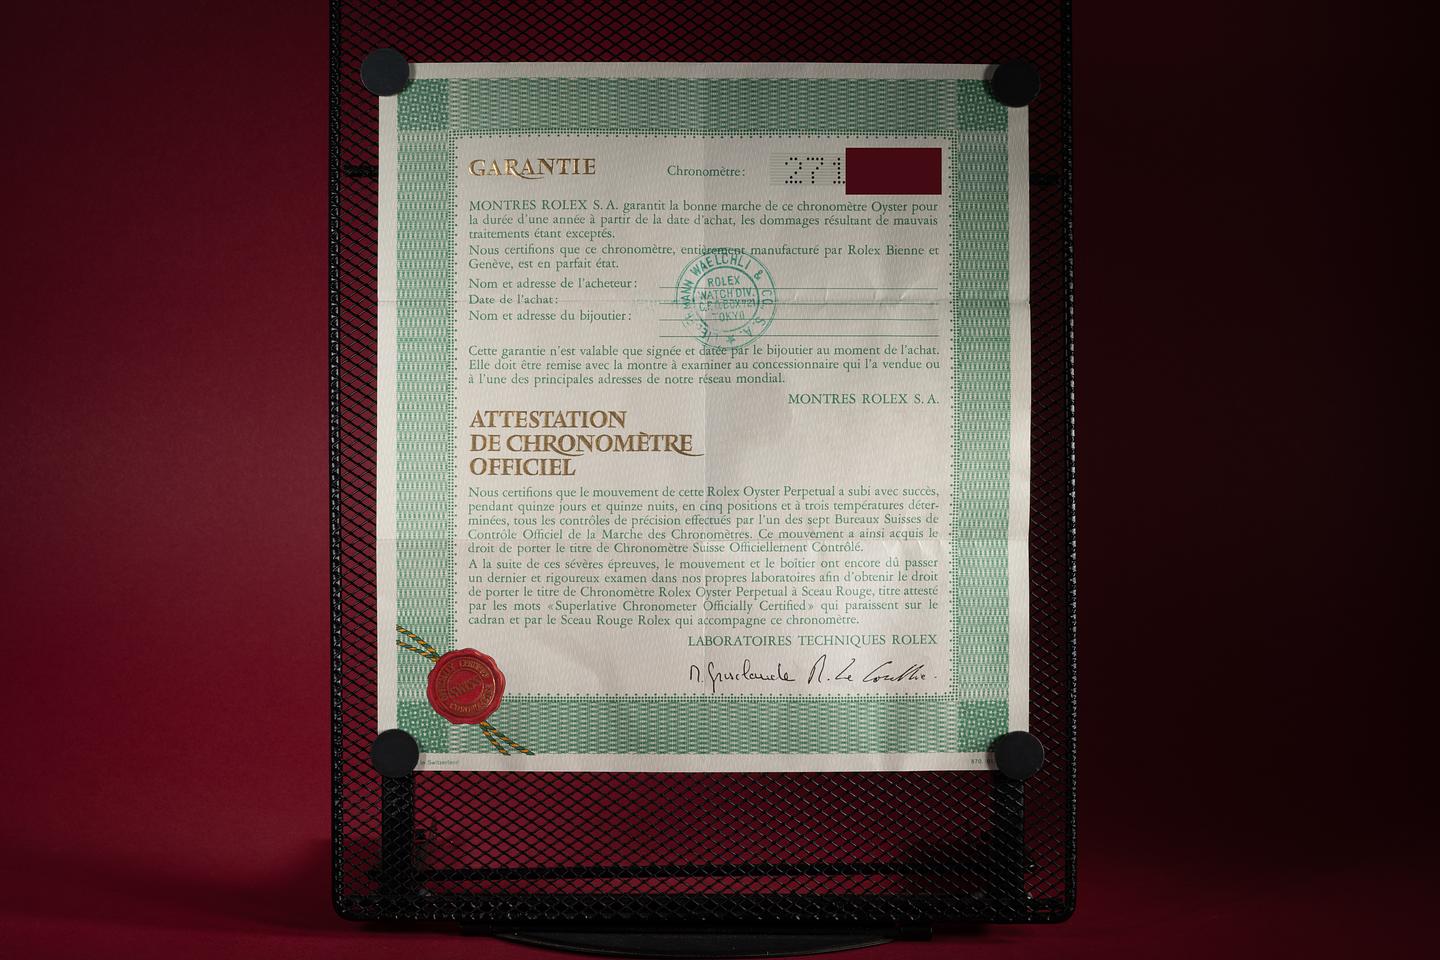 GARANTIE
Chronomètre: 271
MONTRES ROLEX S.A. garantit la bonne marche de ce chronomètre Oyster pour
la durée d'une année à partir de la date d'achat, les dommages résultant de mauvais
traitements étant exceptés.
Nous certifions que ce chronomètre, entièrement manufacturé par Rolex Bienne et
Genève, est en parfait état.
Nom et adresse de l'acheteur:
Date de l'achat:
Nom et adresse du bijoutier:
WAELCHLI & CO. S.A.
ROLEX
WATCH DIV.
TOKYO
Cette garantie n'est valable que signée et datée par le bijoutier au moment de l'achat.
Elle doit être remise avec la montre à examiner au concessionnaire qui l'a vendue ou
à l'une des principales adresses de notre réseau mondial.
MONTRES ROLEX S.A.
ATTESTATION
DE CHRONOMÈTRE
OFFICIEL
Nous certifions que le mouvement de cette Rolex Oyster Perpetual a subi avec succès,
pendant quinze jours et quinze nuits, en cinq positions et à trois températures déter-
minées, tous les contrôles de précision effectués par l'un des sept Bureaux Suisses de
Contrôle Officiel de la Marche des Chronomètres. Ce mouvement a ainsi acquis le
droit de porter le titre de Chronomètre Suisse Officiellement Contrôlé.
A la suite de ces sévères épreuves, le mouvement et le boîtier ont encore dû passer
un dernier et rigoureux examen dans nos propres laboratoires afin d'obtenir le droit
de porter le titre de Chronomètre Rolex Oyster Perpetual à Sceau Rouge, titre attesté
par les mots «Superlative Chronometer Officially Certified» qui paraissent sur le
cadran et par le Sceau Rouge Rolex qui accompagne ce chronomètre.
LABORATOIRES TECHNIQUES ROLEX
in Switzerland
570.